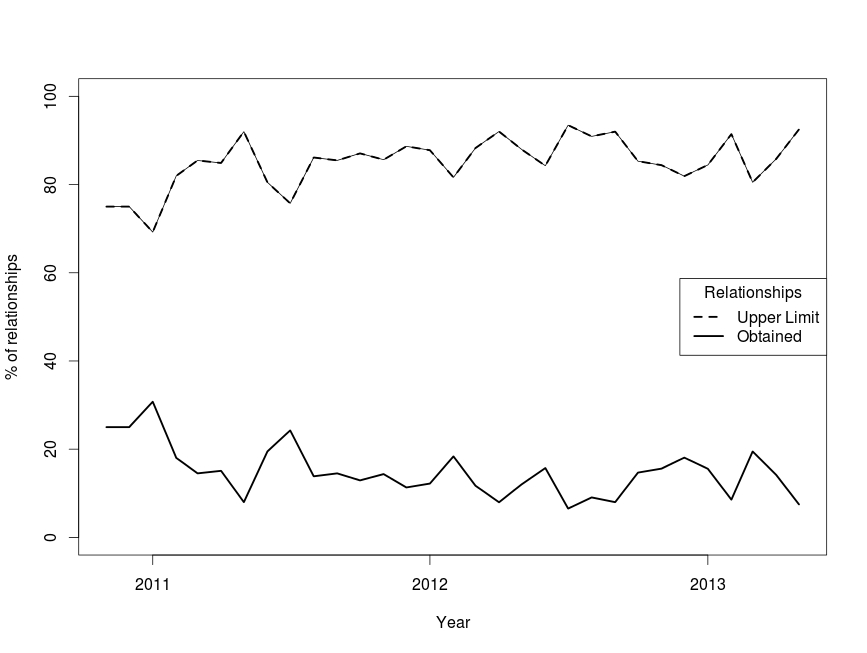 % of relationships
100
80
60
40
20
0
Relationships
Upper Limit
Obtained
2011 2012 2013
Year